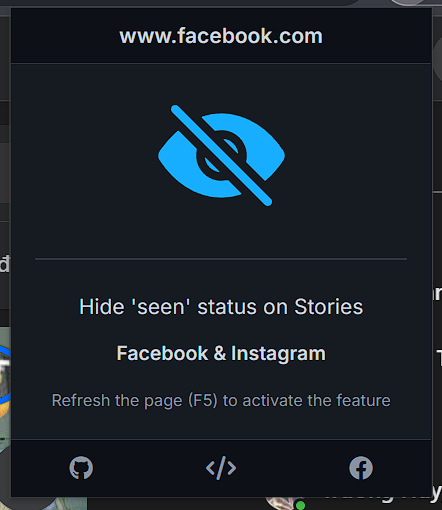 www.facebook.com
Hide 'seen' status on Stories
Facebook & Instagram
Refresh the page (F5) to activate the feature